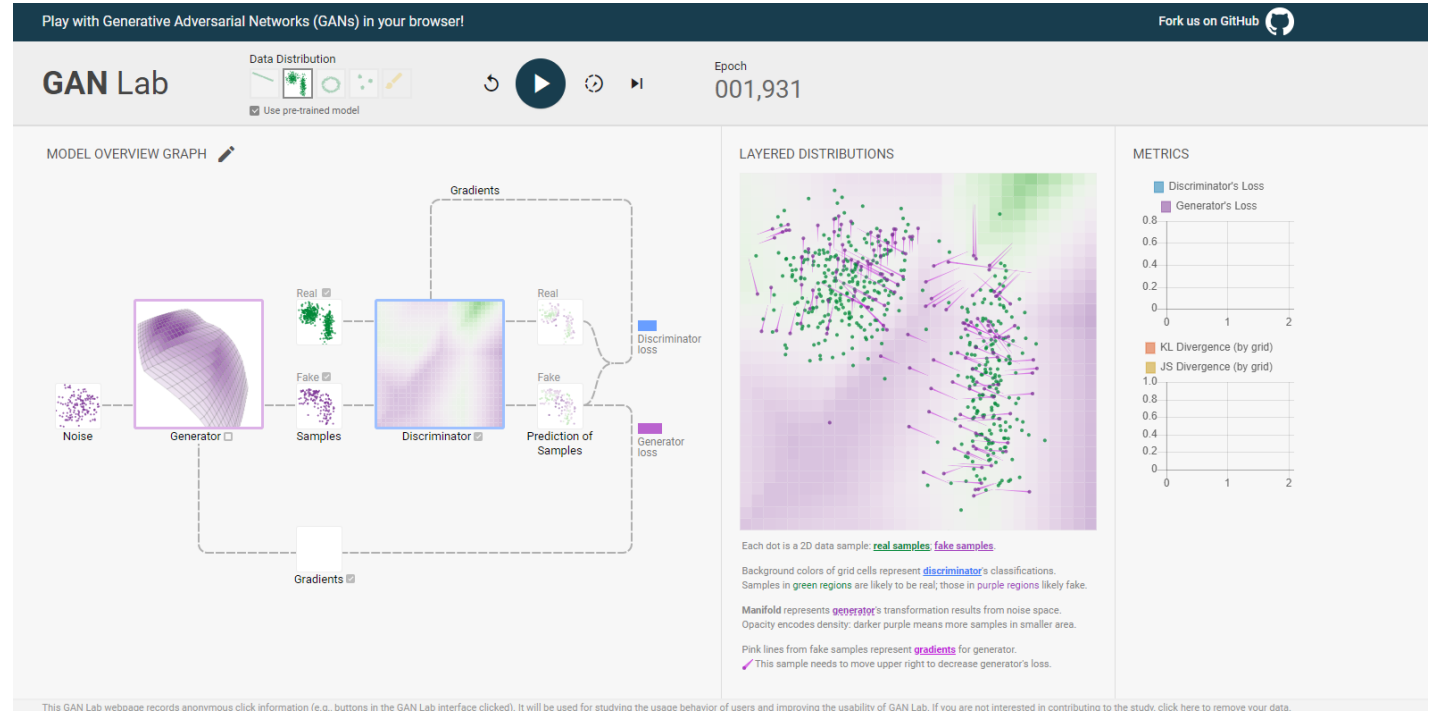 Play with Generative Adversarial Networks (GANs) in your browser!
Fork us on GitHub
GAN Lab
Data Distribution
Use pre-trained model
Epoch
001,931
MODEL OVERVIEW GRAPH
Gradients
Real
Real
Discriminator
loss
Fake
Fake
Noise
Generator
Samples
Discriminator
Prediction of
Samples
Generator
loss
Gradients
LAYERED DISTRIBUTIONS
Each dot is a 2D data sample: real samples; fake samples.
Background colors of grid cells represent discriminator's classifications.
Samples in green regions are likely to be real; those in purple regions likely fake.
Manifold represents generator's transformation results from noise space.
Opacity encodes density: darker purple means more samples in smaller area.
Pink lines from fake samples represent gradients for generator.
This sample needs to move upper right to decrease generator's loss.
METRICS
Discriminator's Loss
Generator's Loss
0.8
0.6
0.4
0.2
0
0 1 2
KL Divergence (by grid)
JS Divergence (by grid)
1.0
0.8
0.6
0.4
0.2
0
0 1 2
This GAN Lab webpage records anonymous click information (e.g., buttons in the GAN Lab interface clicked). It will be used for studying the usage behavior of users and improving the usability of GAN Lab. If you are not interested in contributing to the study, click here to remove your data.